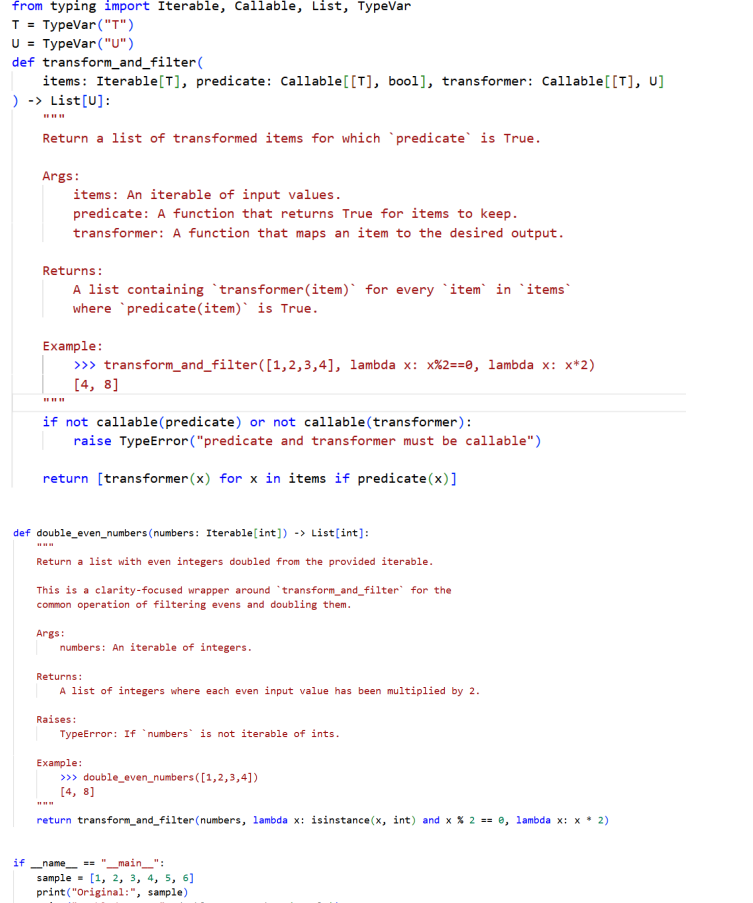 from typing import Iterable, Callable, List, TypeVar
T = TypeVar("T")
U = TypeVar("U")
def transform_and_filter(
    items: Iterable[T], predicate: Callable[[T], bool], transformer: Callable[[T], U]
) -> List[U]:
    """
    Return a list of transformed items for which `predicate` is True.

    Args:
        items: An iterable of input values.
        predicate: A function that returns True for items to keep.
        transformer: A function that maps an item to the desired output.

    Returns:
        A list containing `transformer(item)` for every `item` in `items`
        where `predicate(item)` is True.

    Example:
        >>> transform_and_filter([1,2,3,4], lambda x: x%2==0, lambda x: x*2)
        [4, 8]
    """
    if not callable(predicate) or not callable(transformer):
        raise TypeError("predicate and transformer must be callable")

    return [transformer(x) for x in items if predicate(x)]

def double_even_numbers(numbers: Iterable[int]) -> List[int]:
    """
    Return a list with even integers doubled from the provided iterable.

    This is a clarity-focused wrapper around `transform_and_filter` for the
    common operation of filtering evens and doubling them.

    Args:
        numbers: An iterable of integers.

    Returns:
        A list of integers where each even input value has been multiplied by 2.

    Raises:
        TypeError: If `numbers` is not iterable of ints.

    Example:
        >>> double_even_numbers([1,2,3,4])
        [4, 8]
    """
    return transform_and_filter(numbers, lambda x: isinstance(x, int) and x % 2 == 0, lambda x: x * 2)

if __name__ == "__main__":
    sample = [1, 2, 3, 4, 5, 6]
    print("Original:", sample)